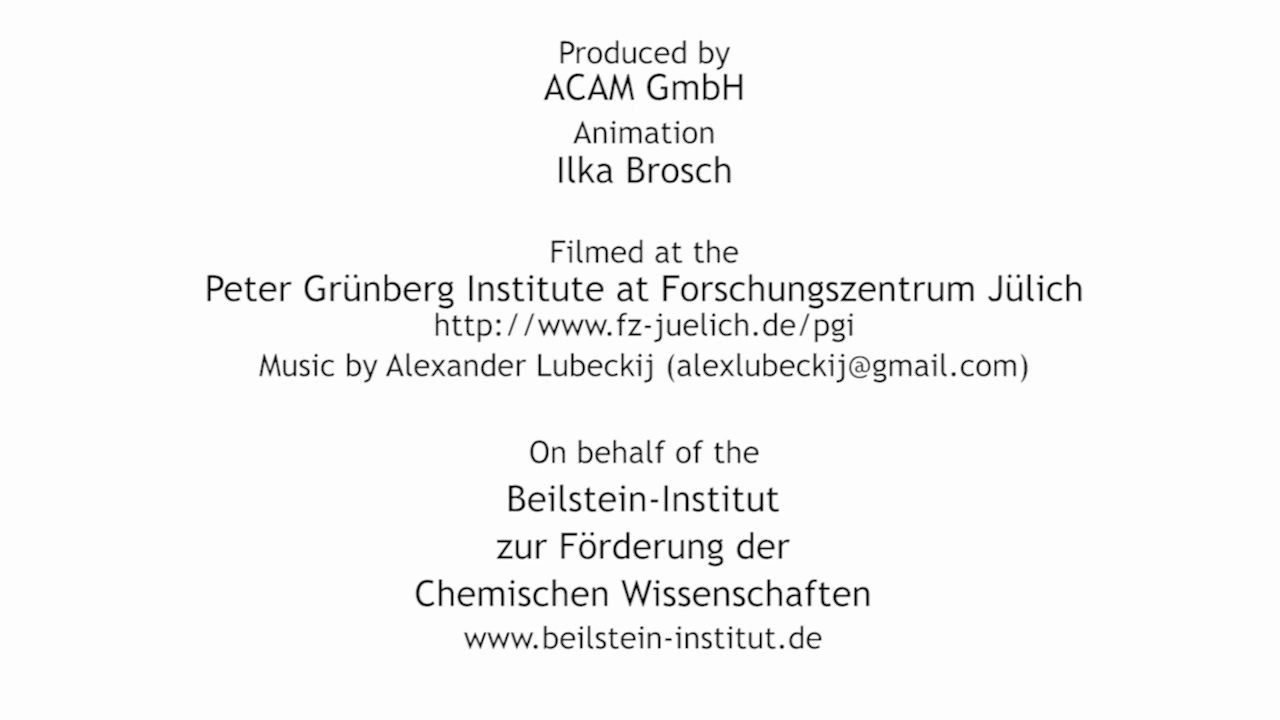 Produced by
ACAM GmbH
Animation
Ilka Brosch
Filmed at the
Peter Grünberg Institute at Forschungszentrum Jülich
http://www.fz-juelich.de/pgi
Music by Alexander Lubeckij (alexlubeckij@gmail.com)
On behalf of the
Beilstein-Institut
zur Förderung der
Chemischen Wissenschaften
www.beilstein-institut.de